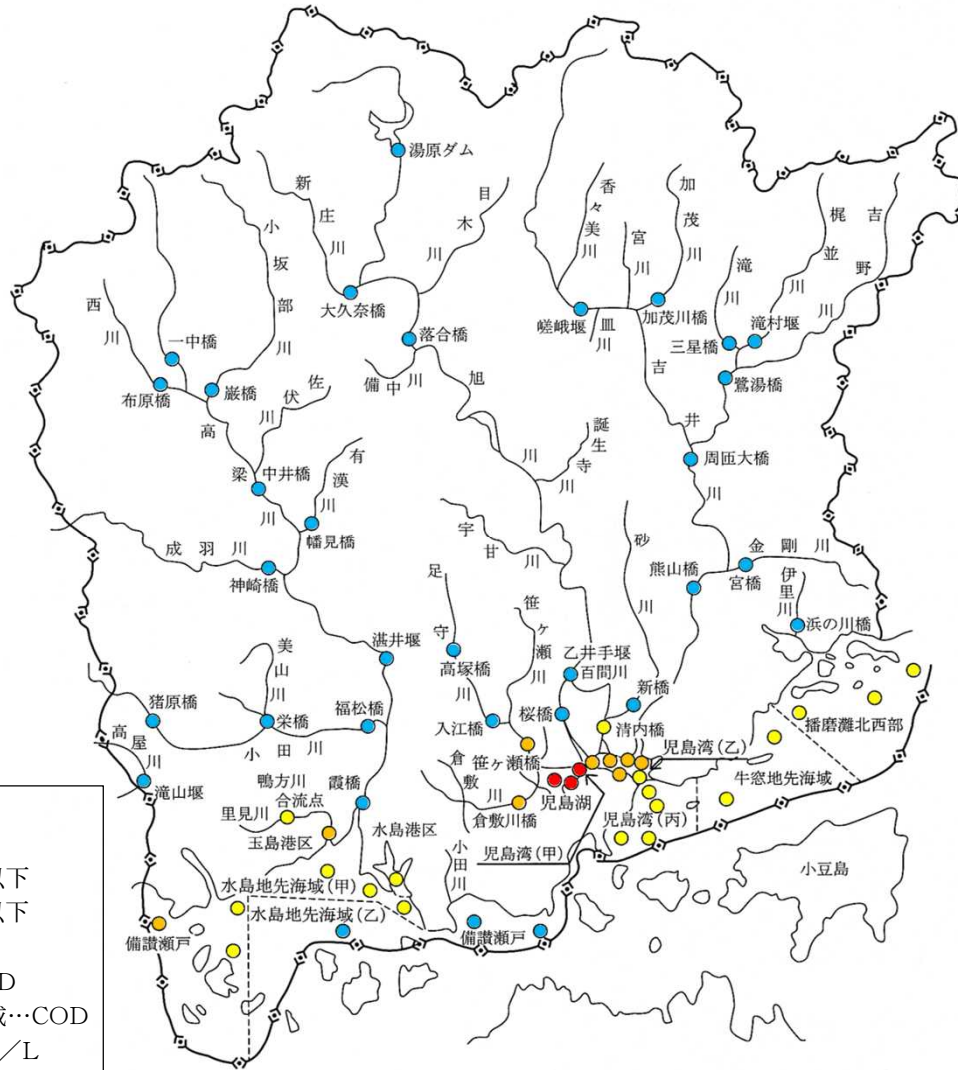 湯原ダム
新庄川
目木川
香々美川
加茂川
宮川
梶並川
吉野川
滝川
小坂部川
西川
大久奈橋
嵯峨堰
皿川
加茂川橋
滝村堰
三星橋
一中橋
落合橋
備中川
鷺湯橋
布原橋
巌橋
佐伏川
旭川
吉井川
高梁川
誕生寺川
有漢川
中井橋
周匝大橋
幡見橋
宇甘川
砂川
成羽川
神崎橋
金剛川
熊山橋
宮橋
伊里川
足守川
笹ヶ瀬川
浜の川橋
美山川
湛井堰
高塚橋
乙井手堰
百間川
新橋
猪原橋
栄橋
福松橋
入江橋
桜橋
清内橋
播磨灘北西部
小田川
高屋川
倉敷川
笹ヶ瀬橋
児島湾(乙)
鴨方川
合流点
霞橋
滝山堰
里見川
児島湖
牛窓地先海域
倉敷川橋
玉島港区
水島港区
児島湾(丙)
小田川
児島湾(甲)
小豆島
水島地先海域(甲)
水島地先海域(乙)
備讃瀬戸
備讃瀬戸
以下
以下
D
域…COD
/L